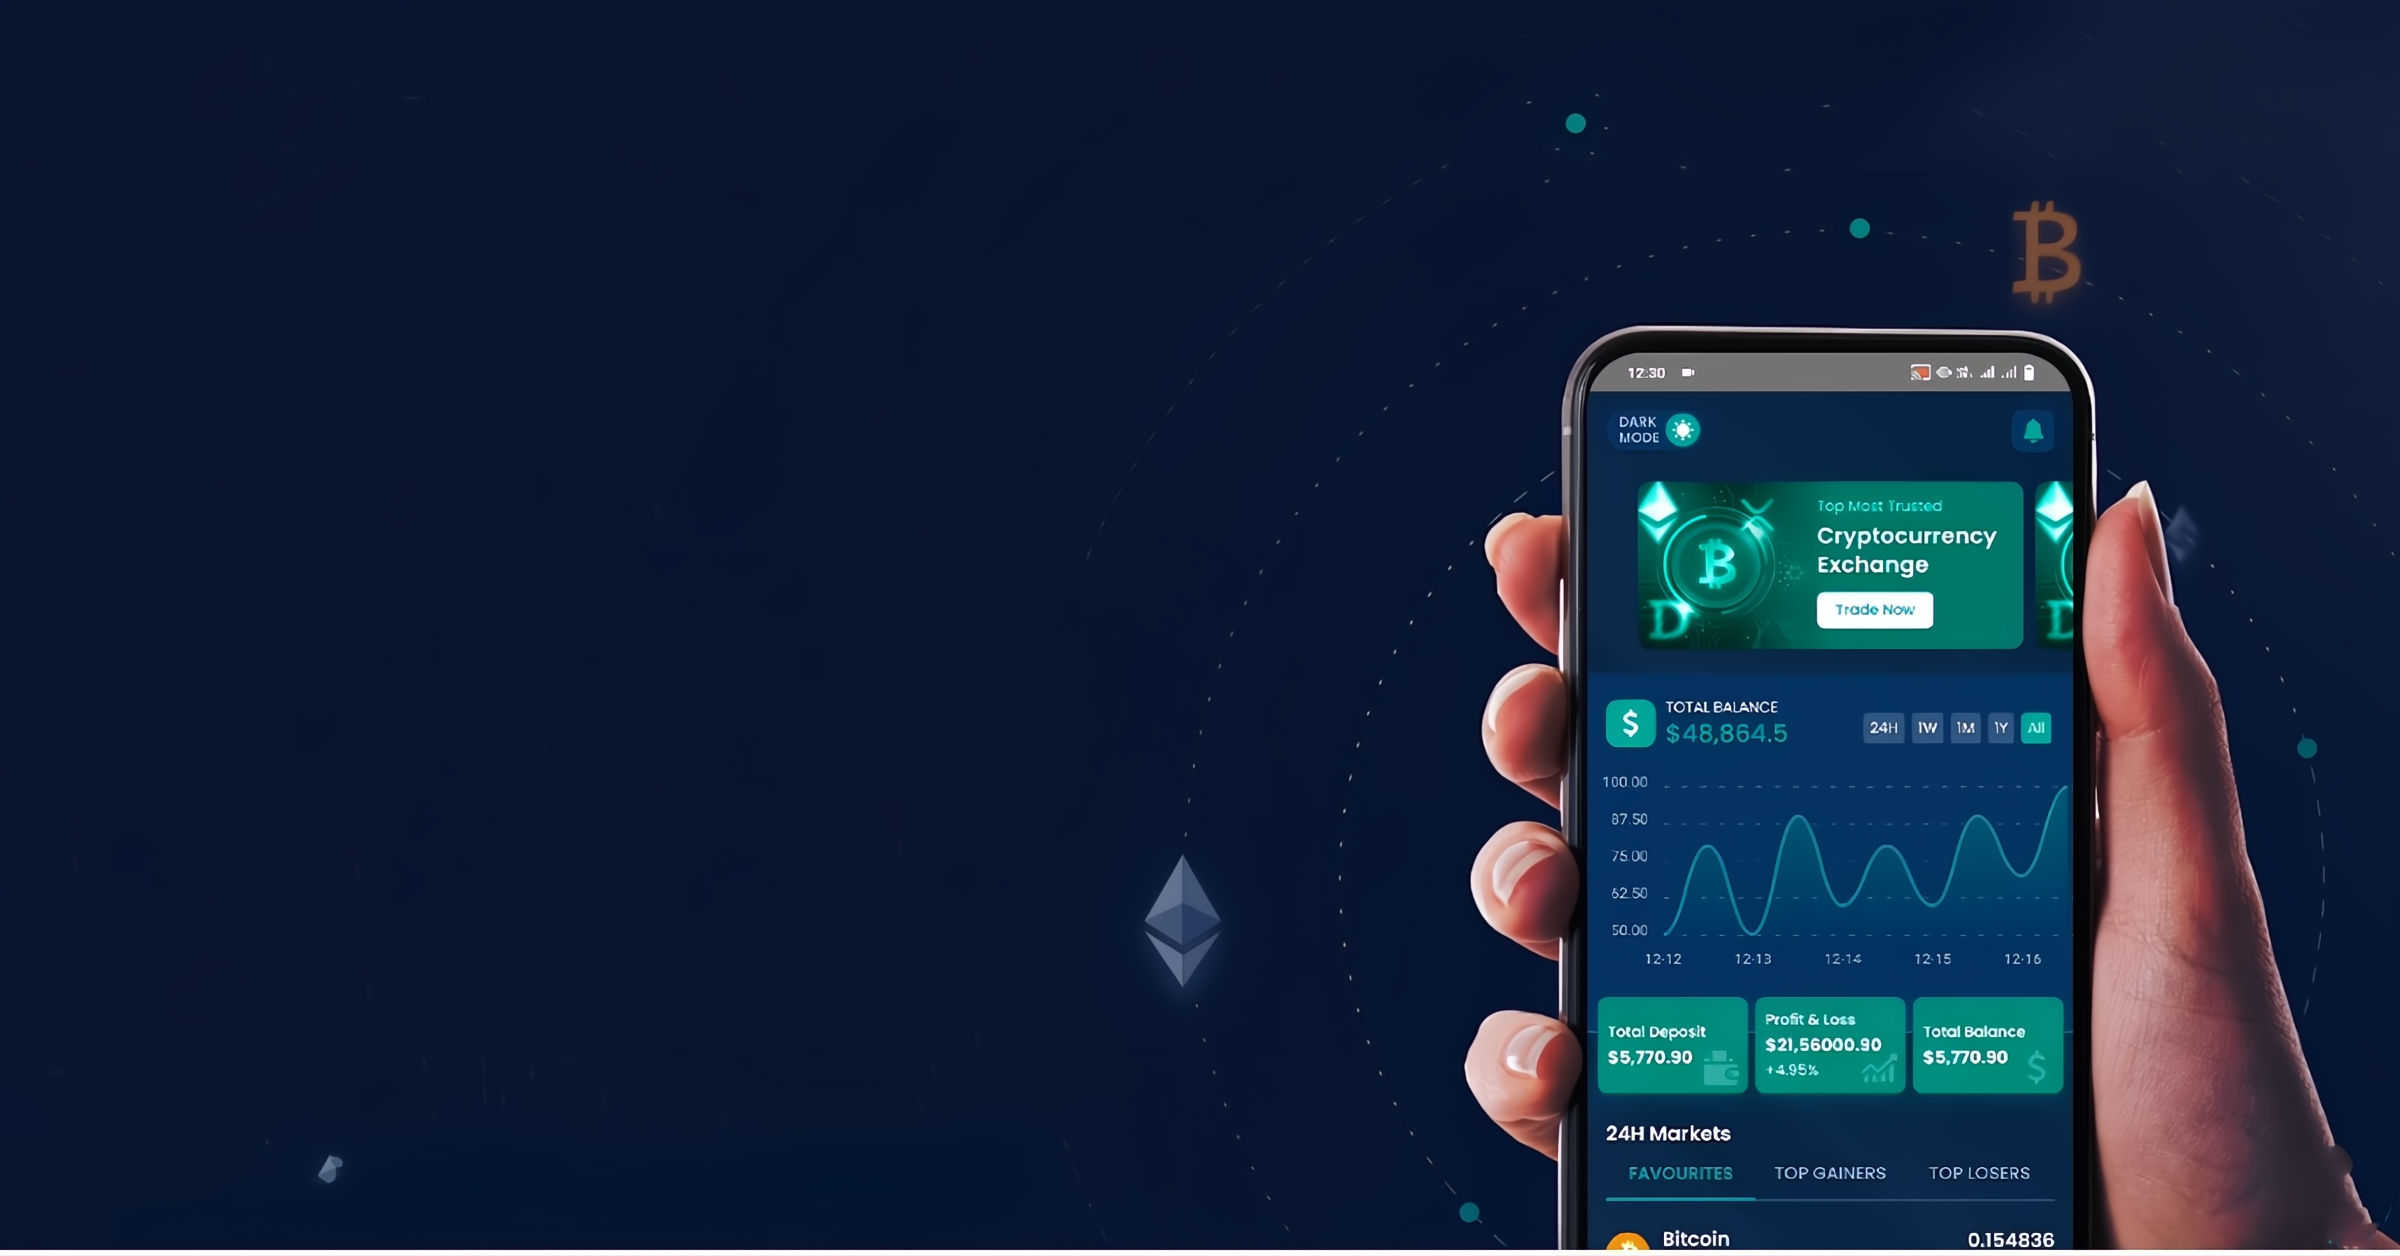 12:30
DARK
MODE
Top Most Trusted
Cryptocurrency
Exchange
Trade Now
TOTAL BALANCE
$48,864.5
24H 1W 1M 1Y All
100.00
87.50
75.00
62.50
50.00
12-12 12-13 12-14 12-15 12-16
Total Deposit
$5,770.90
Profit & Loss
$21,56000.90
+4.95%
Total Balance
$5,770.90
24H Markets
FAVOURITES TOP GAINERS TOP LOSERS
Bitcoin 0.154836